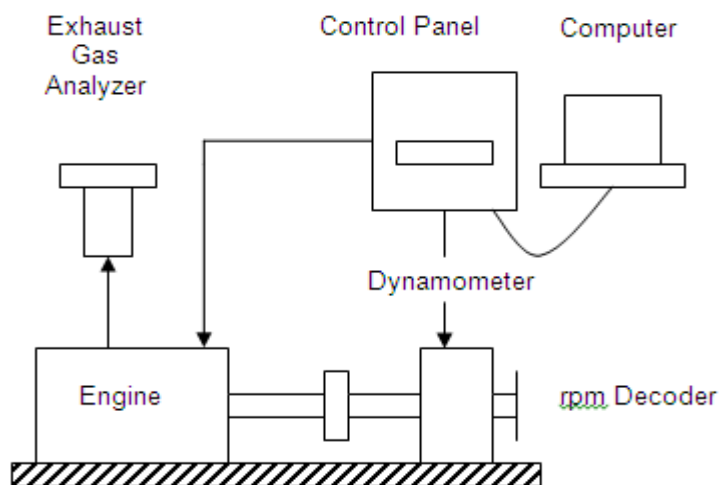 Exhaust
Gas
Analyzer
Control Panel
Computer
Dynamometer
Engine
rpm Decoder